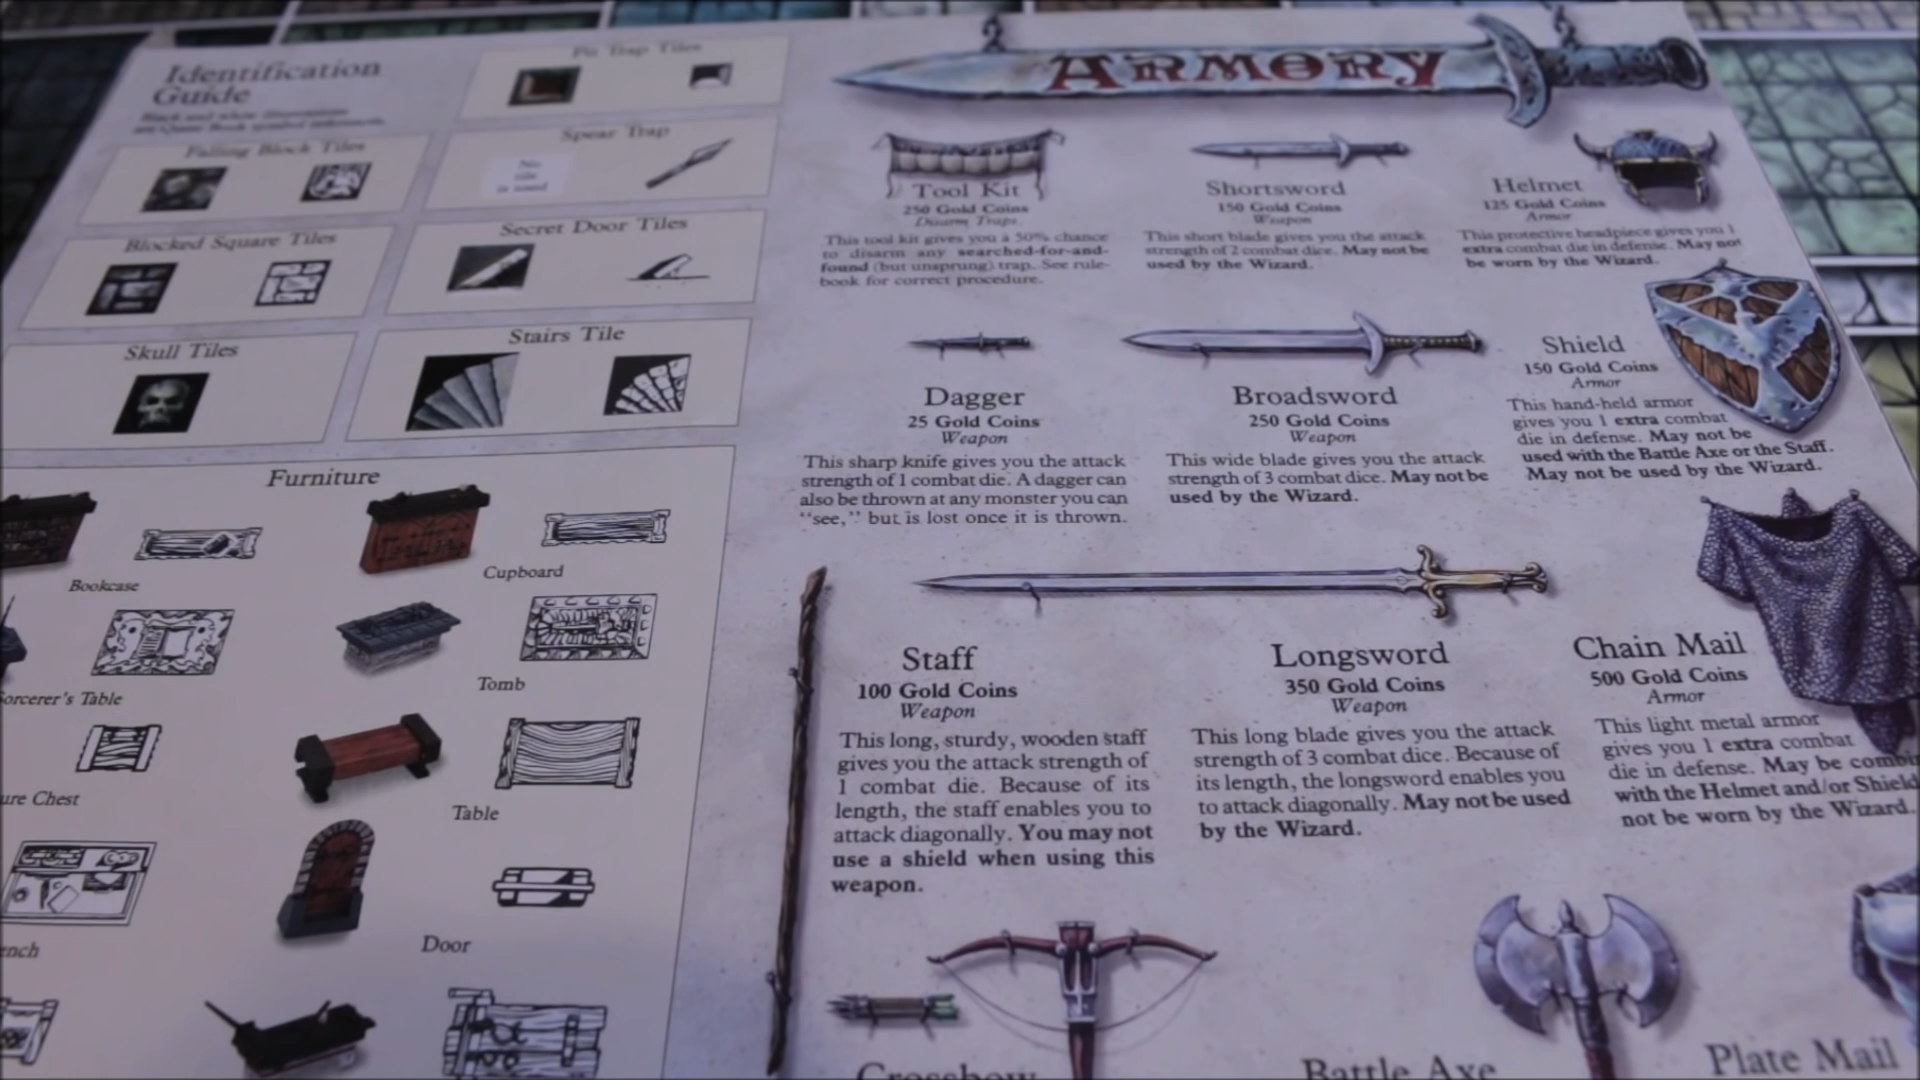 Identification
Guide
Pit Trap Tiles
Falling Block Tiles
Spear Trap
No
tile
is used
Blocked Square Tiles
Secret Door Tiles
Skull Tiles
Stairs Tile
Furniture
Bookcase
Cupboard
Sorcerer's Table
Tomb
ure Chest
Table
ench
Door
ARMORY
Tool Kit
250 Gold Coins
Disarm Traps
This tool kit gives you a 50% chance
to disarm any searched-for-and-
found (but unsprung) trap. See rule-
book for correct procedure.
Shortsword
150 Gold Coins
Weapon
This short blade gives you the attack
strength of 2 combat dice. May not be
used by the Wizard.
Helmet
125 Gold Coins
Armor
This protective headpiece gives you 1
extra combat die in defense. May not
be worn by the Wizard.
Dagger
25 Gold Coins
Weapon
This sharp knife gives you the attack
strength of 1 combat die. A dagger can
also be thrown at any monster you can
"see," but is lost once it is thrown.
Broadsword
250 Gold Coins
Weapon
This wide blade gives you the attack
strength of 3 combat dice. May not be
used by the Wizard.
Shield
150 Gold Coins
Armor
This hand-held armor
gives you 1 extra combat
die in defense. May not be
used with the Battle Axe or the Staff.
May not be used by the Wizard.
Staff
100 Gold Coins
Weapon
This long, sturdy, wooden staff
gives you the attack strength of
1 combat die. Because of its
length, the staff enables you to
attack diagonally. You may not
use a shield when using this
weapon.
Longsword
350 Gold Coins
Weapon
This long blade gives you the attack
strength of 3 combat dice. Because of
its length, the longsword enables you
to attack diagonally. May not be used
by the Wizard.
Chain Mail
500 Gold Coins
Armor
This light metal armor
gives you 1 extra combat
die in defense. May be combi
with the Helmet and/or Shield
not be worn by the Wizard.
Crossbow
Battle Axe
Plate Mail